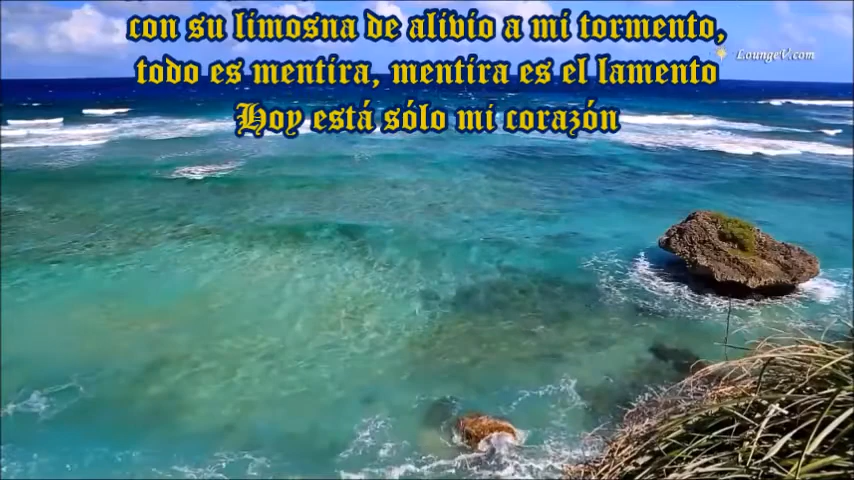 con su limosna de alivio a mi tormento,
LoungeV.com
todo es mentira, mentira es el lamento
Hoy está sólo mi corazón